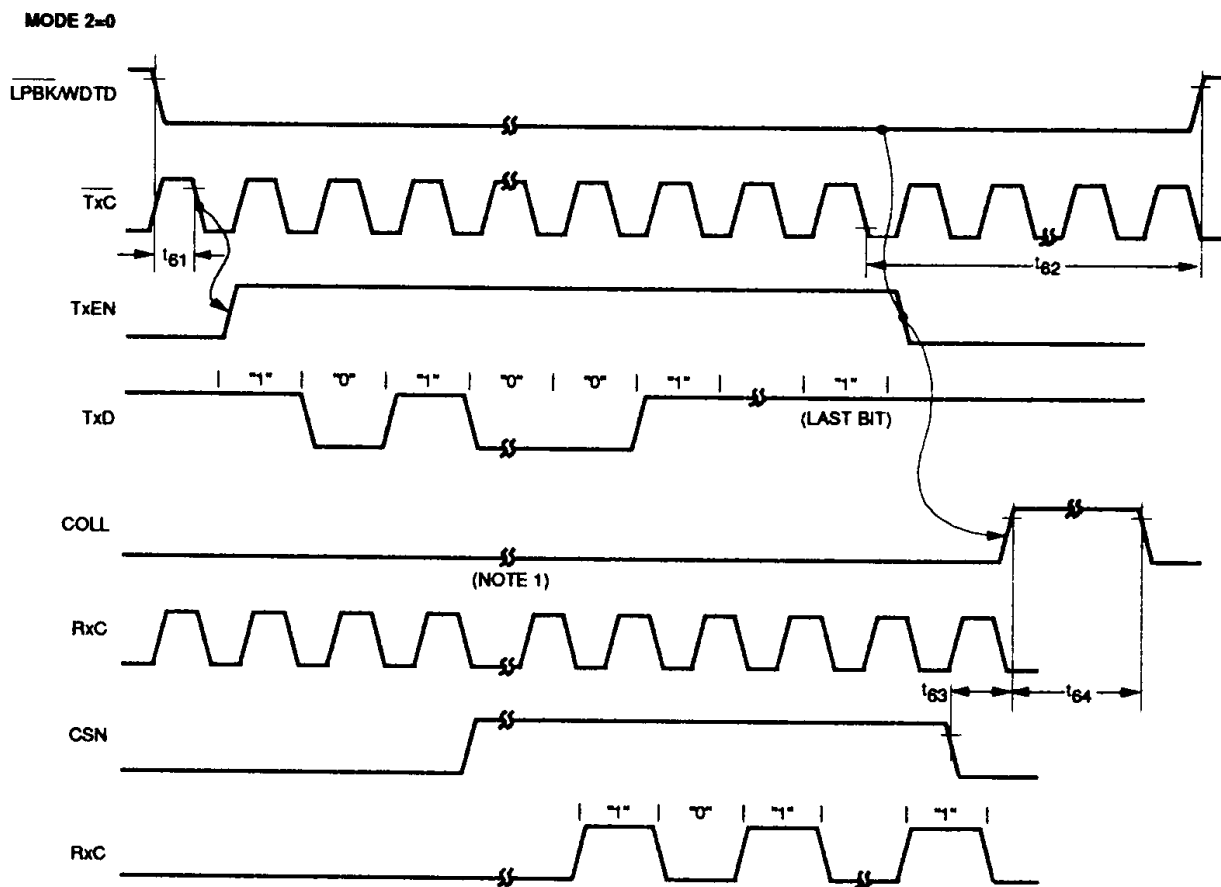 MODE 2=0
LPBK/WDTD
TxC
t61
t62
TxEN
| "1" | "0" | "1" | "0" | "0" | "1" | | "1" |
TxD
(LAST BIT)
COLL
(NOTE 1)
RxC
t63
t64
CSN
| "1" | "0" | "1" | | "1" |
RxC